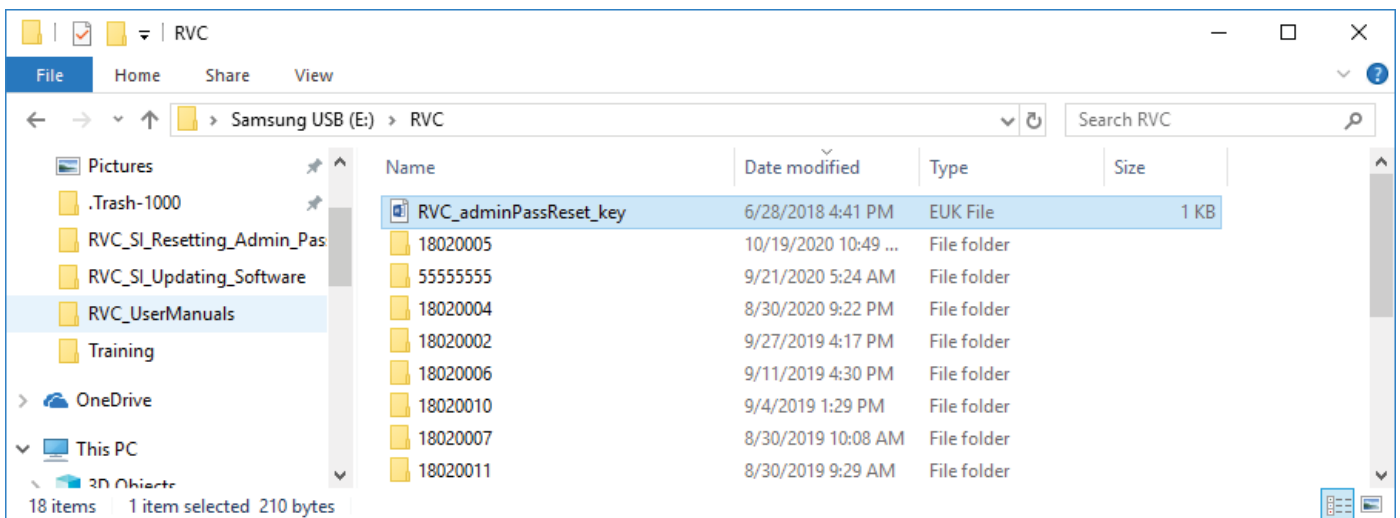 RVC
File Home Share View
Samsung USB (E:) > RVC Search RVC
Name Date modified Type Size
Pictures
.Trash-1000
RVC_SI_Resetting_Admin_Pas
RVC_SI_Updating_Software
RVC_UserManuals
Training
OneDrive
This PC
3D Objects
RVC_adminPassReset_key 6/28/2018 4:41 PM EUK File 1 KB
18020005 10/19/2020 10:49 ... File folder
55555555 9/21/2020 5:24 AM File folder
18020004 8/30/2020 9:22 PM File folder
18020002 9/27/2019 4:17 PM File folder
18020006 9/11/2019 4:30 PM File folder
18020010 9/4/2019 1:29 PM File folder
18020007 8/30/2019 10:08 AM File folder
18020011 8/30/2019 9:29 AM File folder
18 items 1 item selected 210 bytes